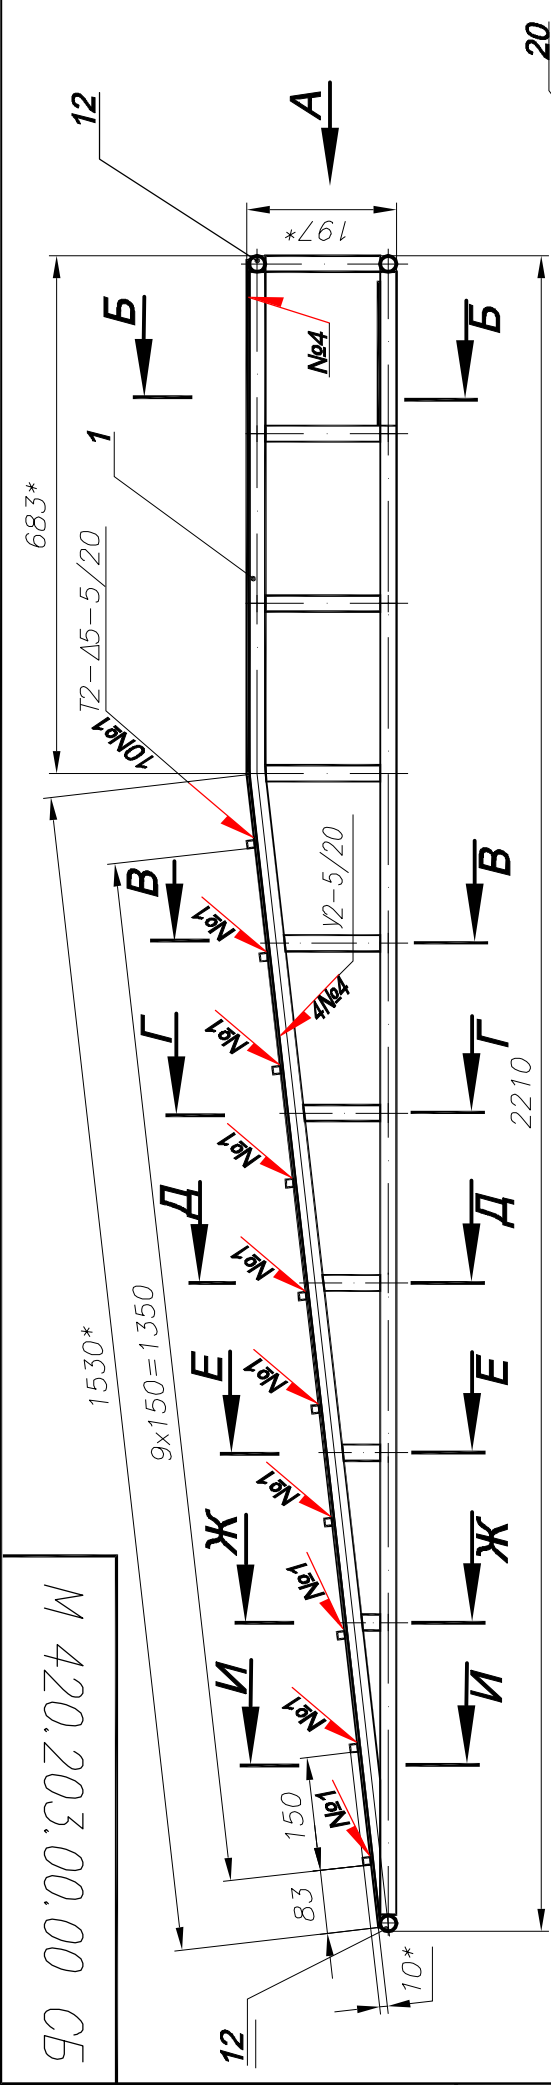 20
12
А
197*
Б
Б
№4
1
683*
Т2-Δ5-5/20
10№1
В
В
№1
У2-5/20
4№4
Г
Г
№1
2210
№1
Д
Д
№1
1530*
9х150=1350
Е
Е
№1
№1
Ж
Ж
№1
И
И
№1
150
№1
83
10*
12
М 420.203.00.00 СБ